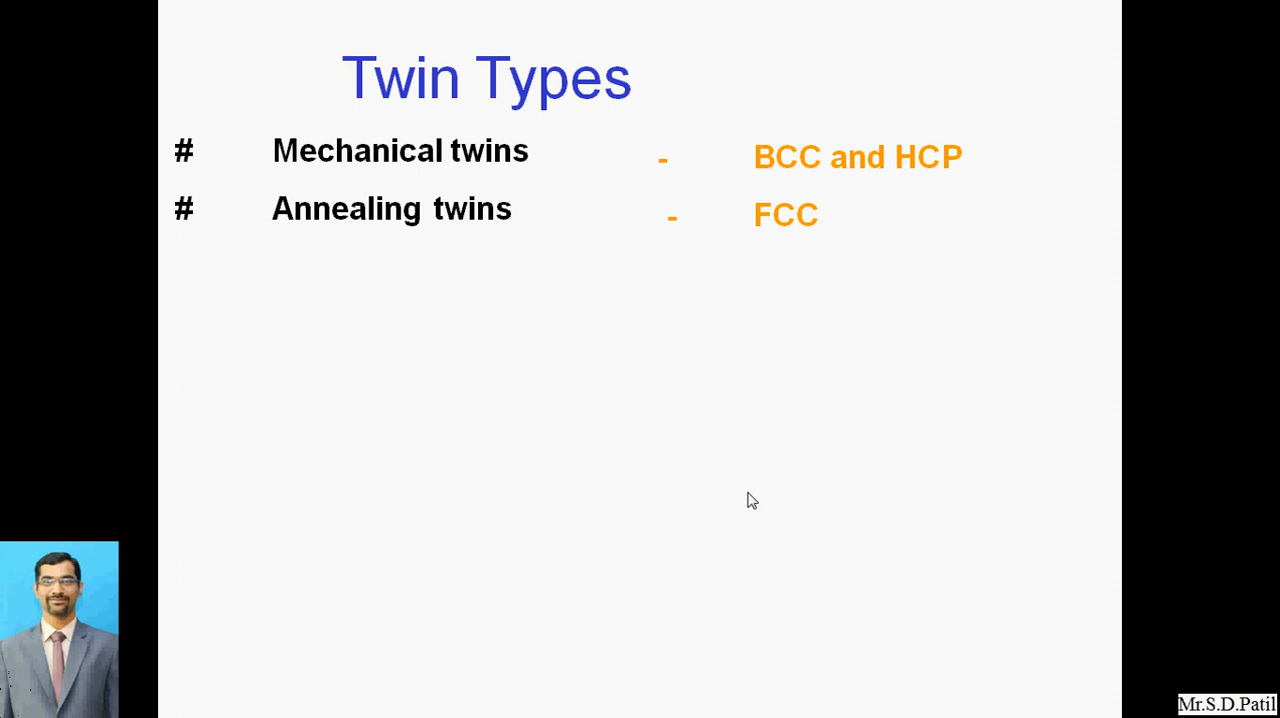 Twin Types
# Mechanical twins - BCC and HCP
# Annealing twins - FCC
Mr.S.D.Patil